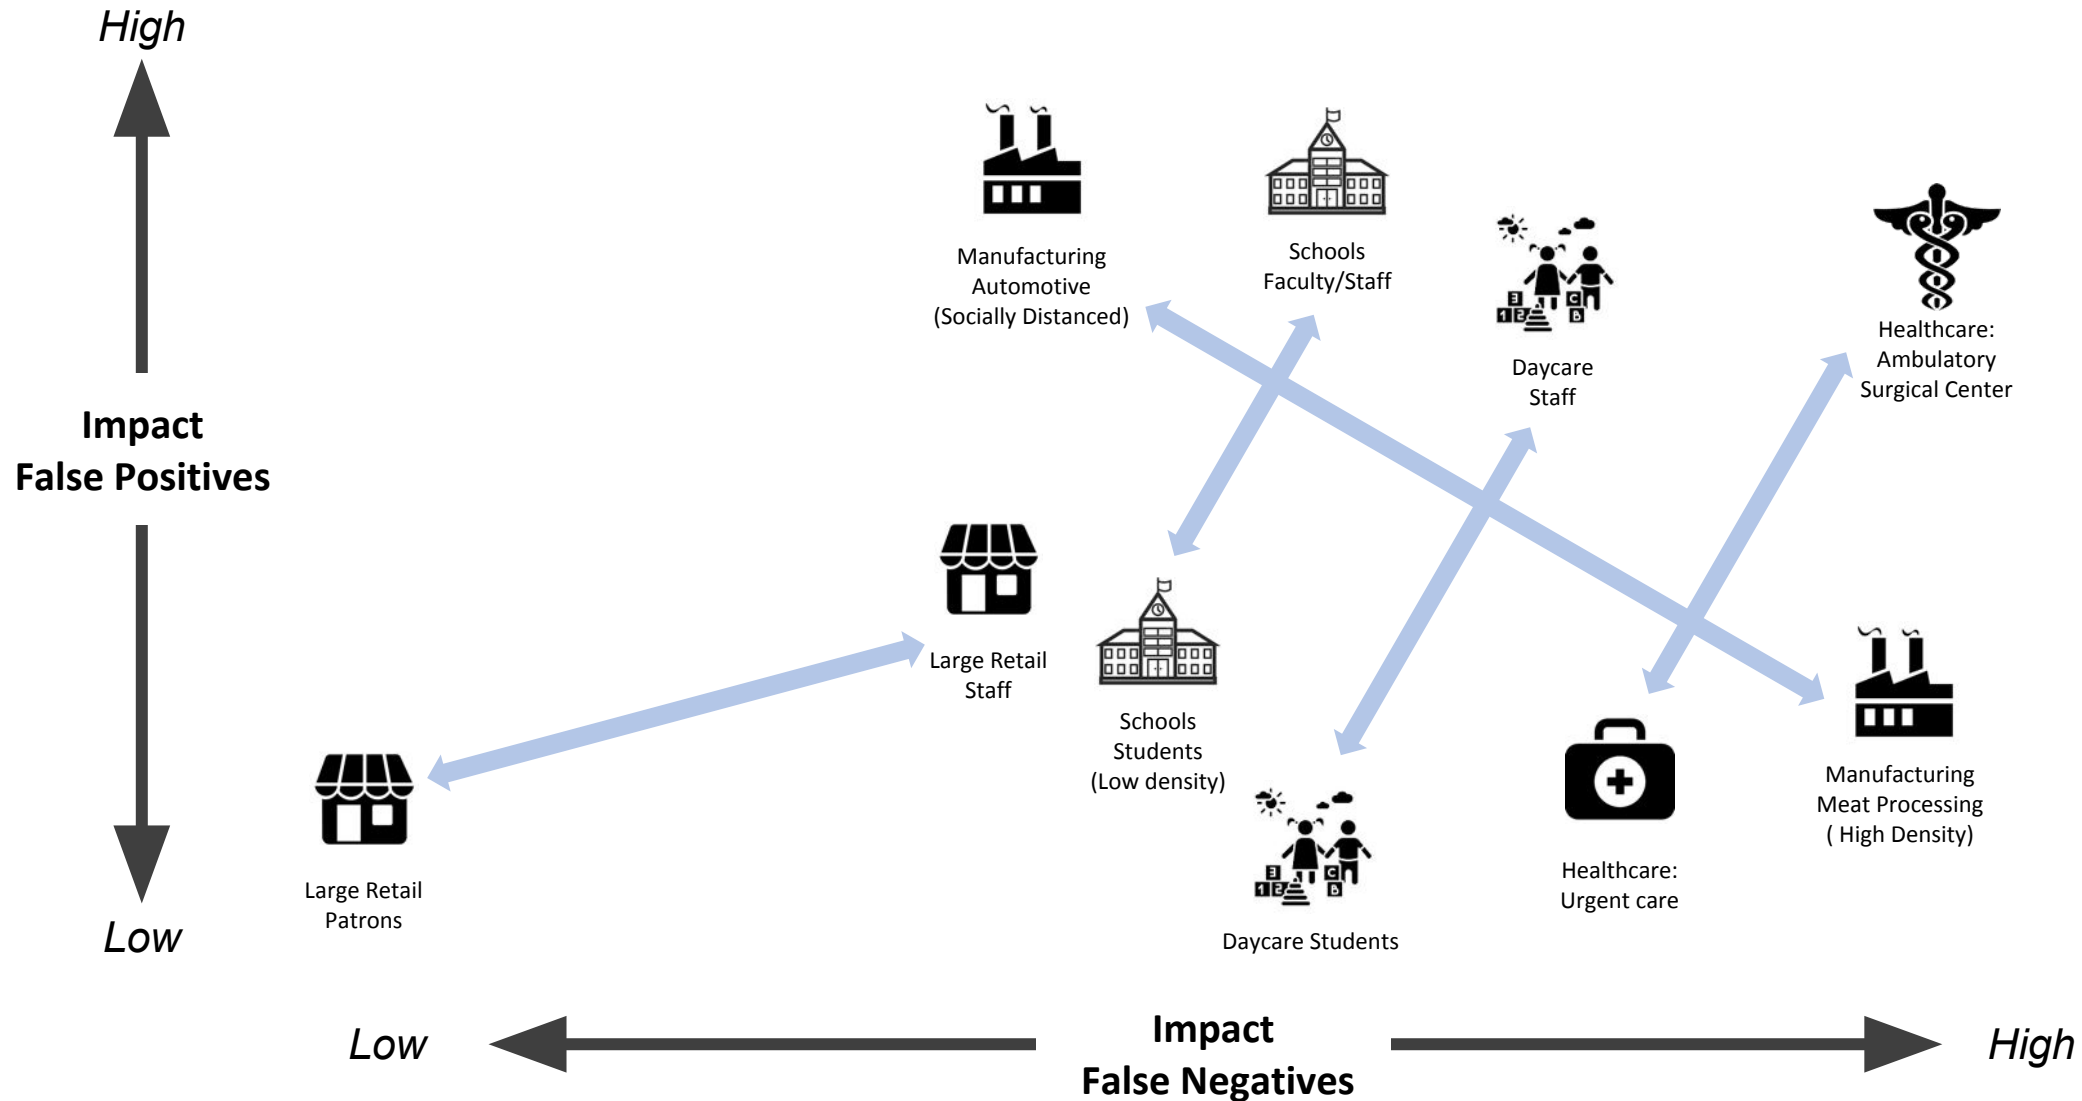 High
Impact
False Positives
Low
Manufacturing
Automotive
(Socially Distanced)
Schools
Faculty/Staff
Daycare
Staff
Healthcare:
Ambulatory
Surgical Center
Large Retail
Staff
Schools
Students
(Low density)
Large Retail
Patrons
Daycare Students
Healthcare:
Urgent care
Manufacturing
Meat Processing
( High Density)
Low
Impact
False Negatives
High